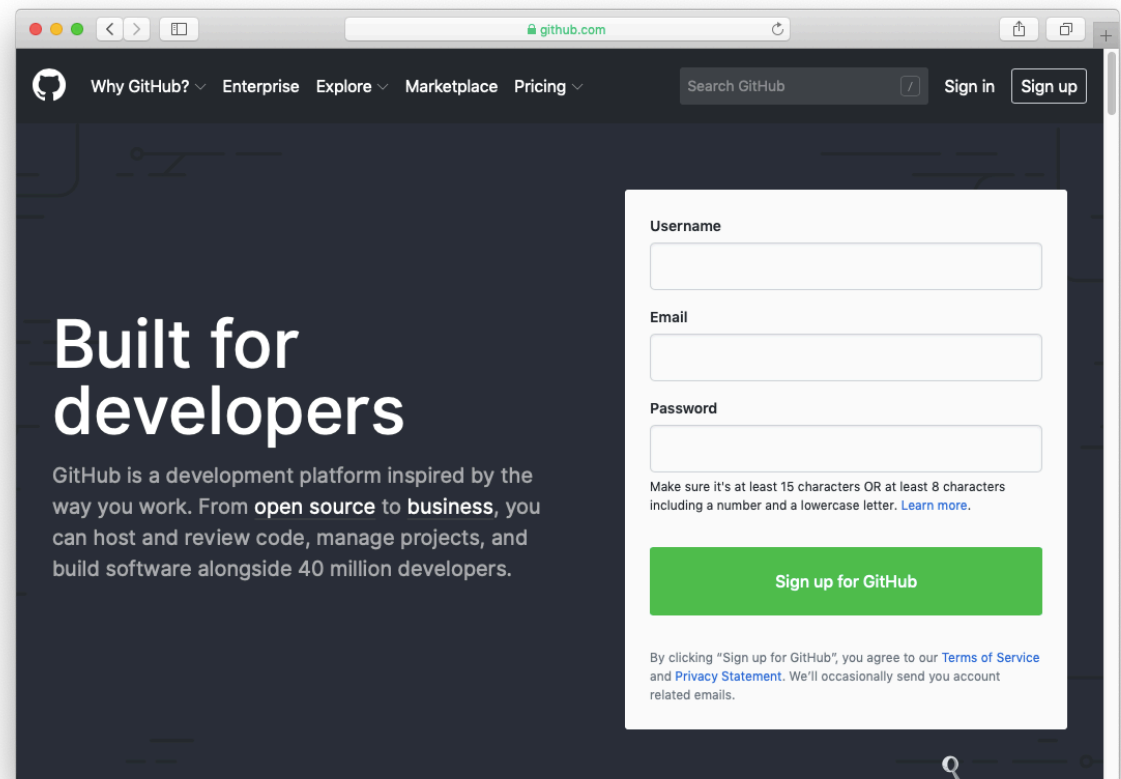 github.com
Why GitHub? Enterprise Explore Marketplace Pricing Search GitHub / Sign in Sign up
Built for
developers
GitHub is a development platform inspired by the
way you work. From open source to business, you
can host and review code, manage projects, and
build software alongside 40 million developers.
Username
Email
Password
Make sure it's at least 15 characters OR at least 8 characters
including a number and a lowercase letter. Learn more.
Sign up for GitHub
By clicking “Sign up for GitHub”, you agree to our Terms of Service
and Privacy Statement. We’ll occasionally send you account
related emails.